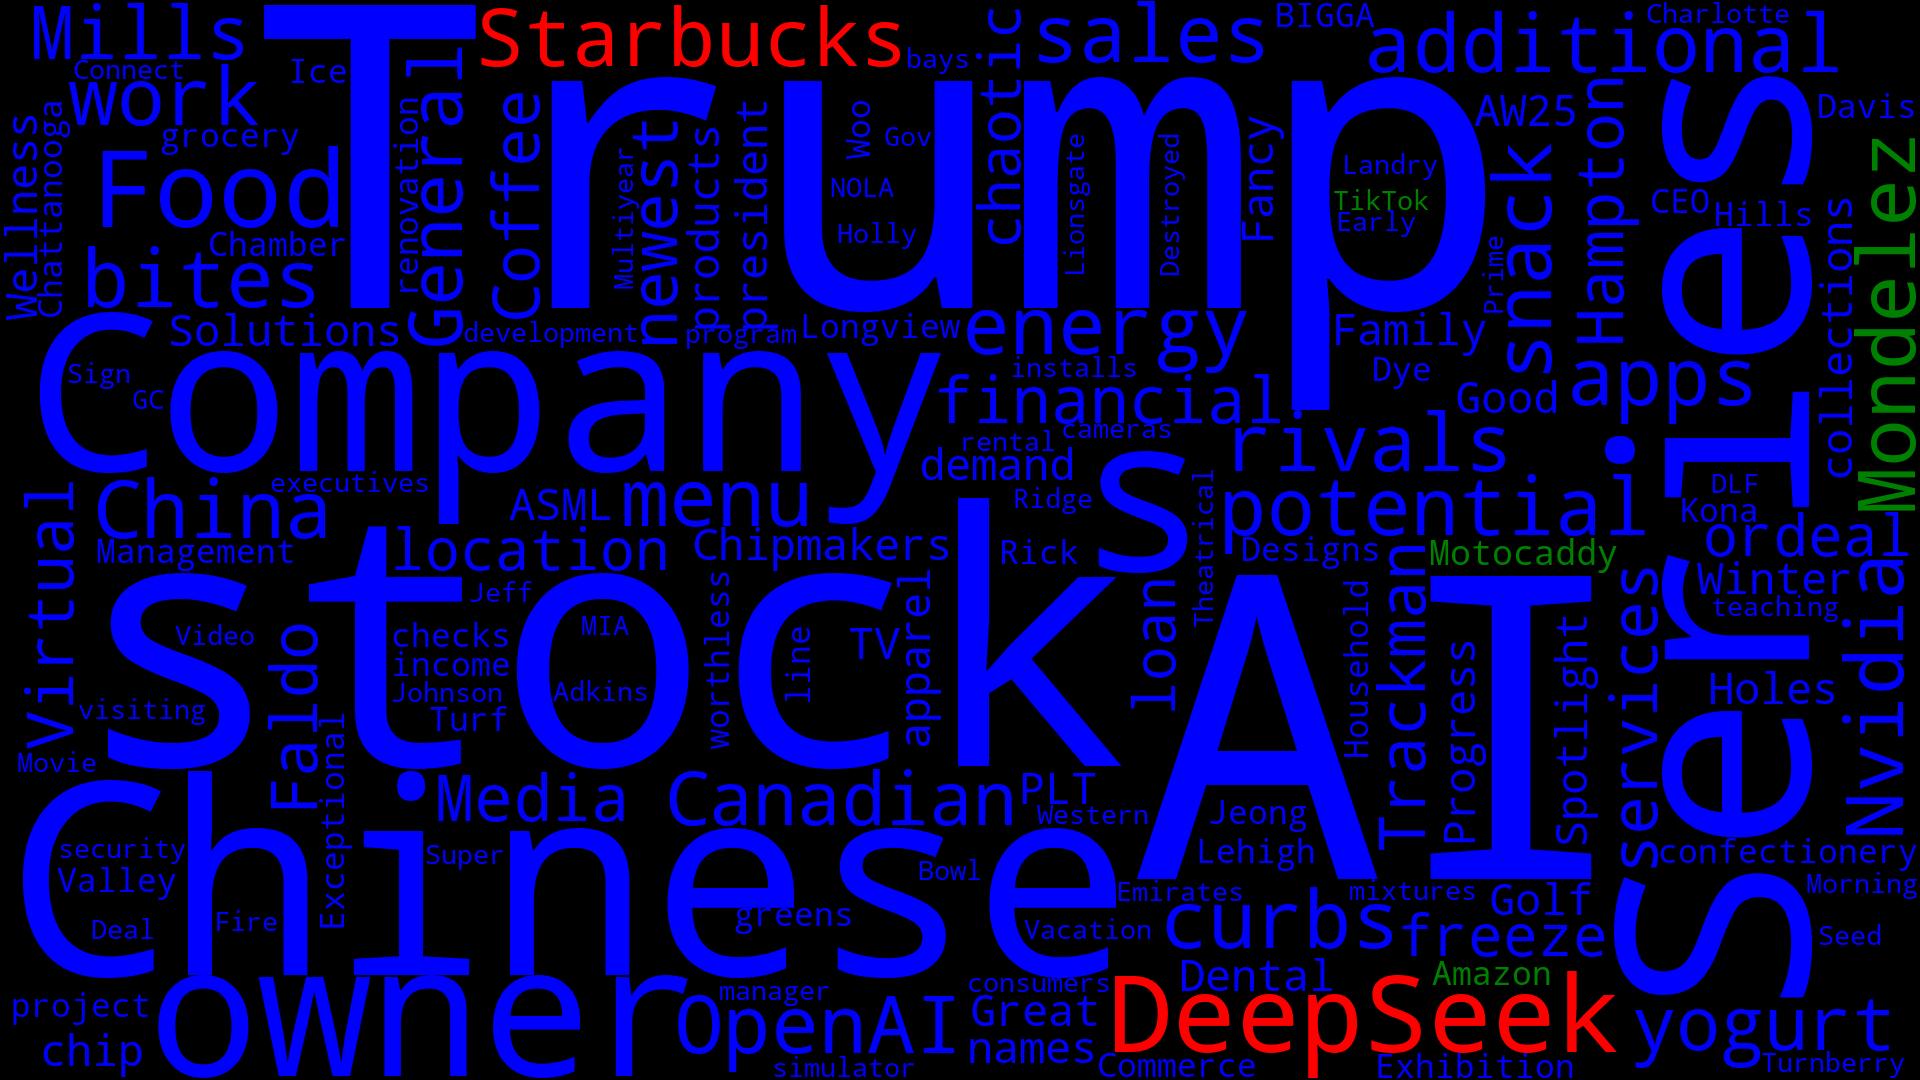 Mills
Trump
Starbucks
bays
chaotic
sales
BIGGA
additional
Charlotte
Connect
work
Ice
General
Coffee
Wellness
Chattanooga
grocery
renovation
Food
Chamber
bites
Multiyear
newest
products
president
Woo
Gov
NOLA
Holly
Lionsgate
Destroyed
Fancy
Landry
TikTok
Early
AW25
snack
Prime
Hampton
Series
Davis
CEO
Hills
collections
Mondelez
Solutions
development
program
Longview
energy
Family
Company
Sign
GC
installs
Dye
financial
Good
apps
cameras
rental
demand
rivals
executives
China
ASML
menu
Ridge
Theatrical
potential
DLF
Kona
ordeal
Virtual
Management
location
Chipmakers
Rick
Designs
Motocaddy
stocks
Jeff
MIA
worthless
apparel
loan
Household
Trackman
AI
Winter
teaching
Nvidia
Video
Faldo
checks
income
Johnson
Turf
Adkins
line
TV
Progress
Spotlight
services
Holes
visiting
Movie
Exceptional
Media
Canadian
PLT
Western
Jeong
Lehigh
Chinese
security
Valley
Super
Bowl
confectionery
Morning
Emirates
mixtures
Golf
Deal
Fire
greens
Vacation
curbs
freeze
Seed
owner
project
manager
consumers
Dental
Amazon
chip
OpenAI
Great
names
DeepSeek
yogurt
simulator
Commerce
Exhibition
Turnberry